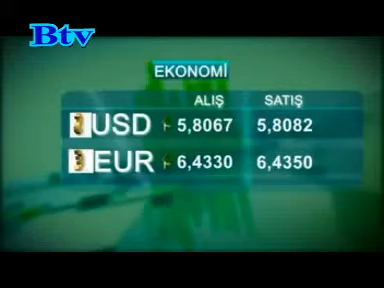 Btv
EKONOMİ
ALIŞ SATIŞ
USD 5,8067 5,8082
EUR 6,4330 6,4350